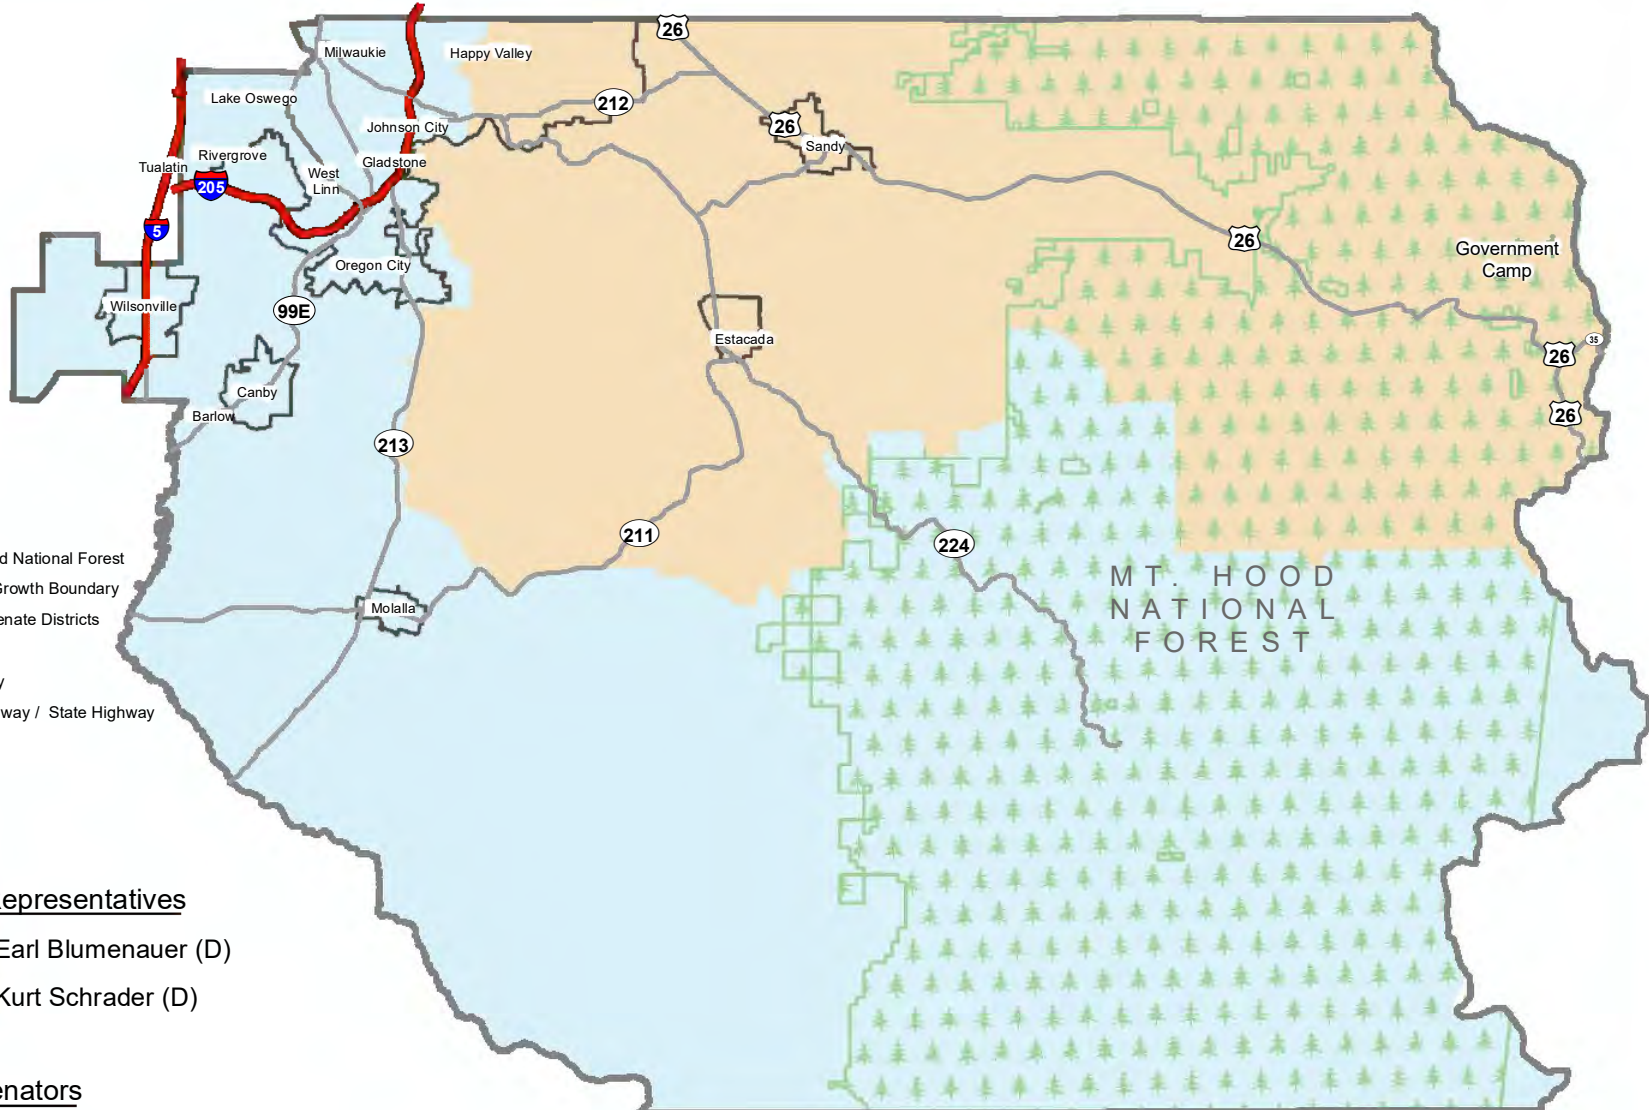 26
Milwaukie
Happy Valley
Lake Oswego
212
Johnson City
26
Sandy
Rivergrove
Gladstone
Tualatin
West
Linn
205
5
26
Government
Camp
Oregon City
Wilsonville
99E
Estacada
35
26
Canby
26
Barlow
213
211
224
d National Forest
Growth Boundary
enate Districts
MT. HOOD
NATIONAL
FOREST
Molalla
y
way / State Highway
Representatives
Earl Blumenauer (D)
Kurt Schrader (D)
enators